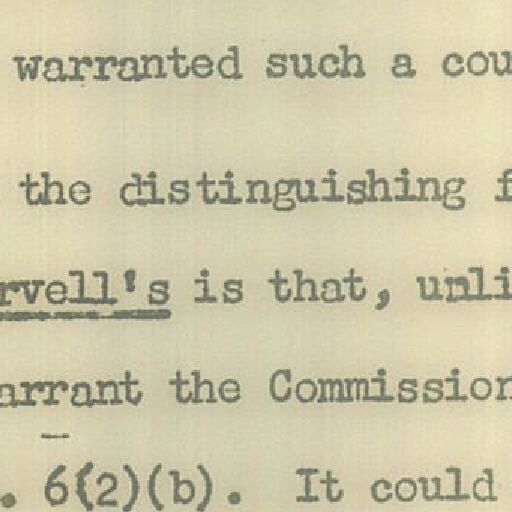 warranted such a cou
the distinguishing f
rvell's is that, unli
arrant the Commission
. 6(2)(b). It could